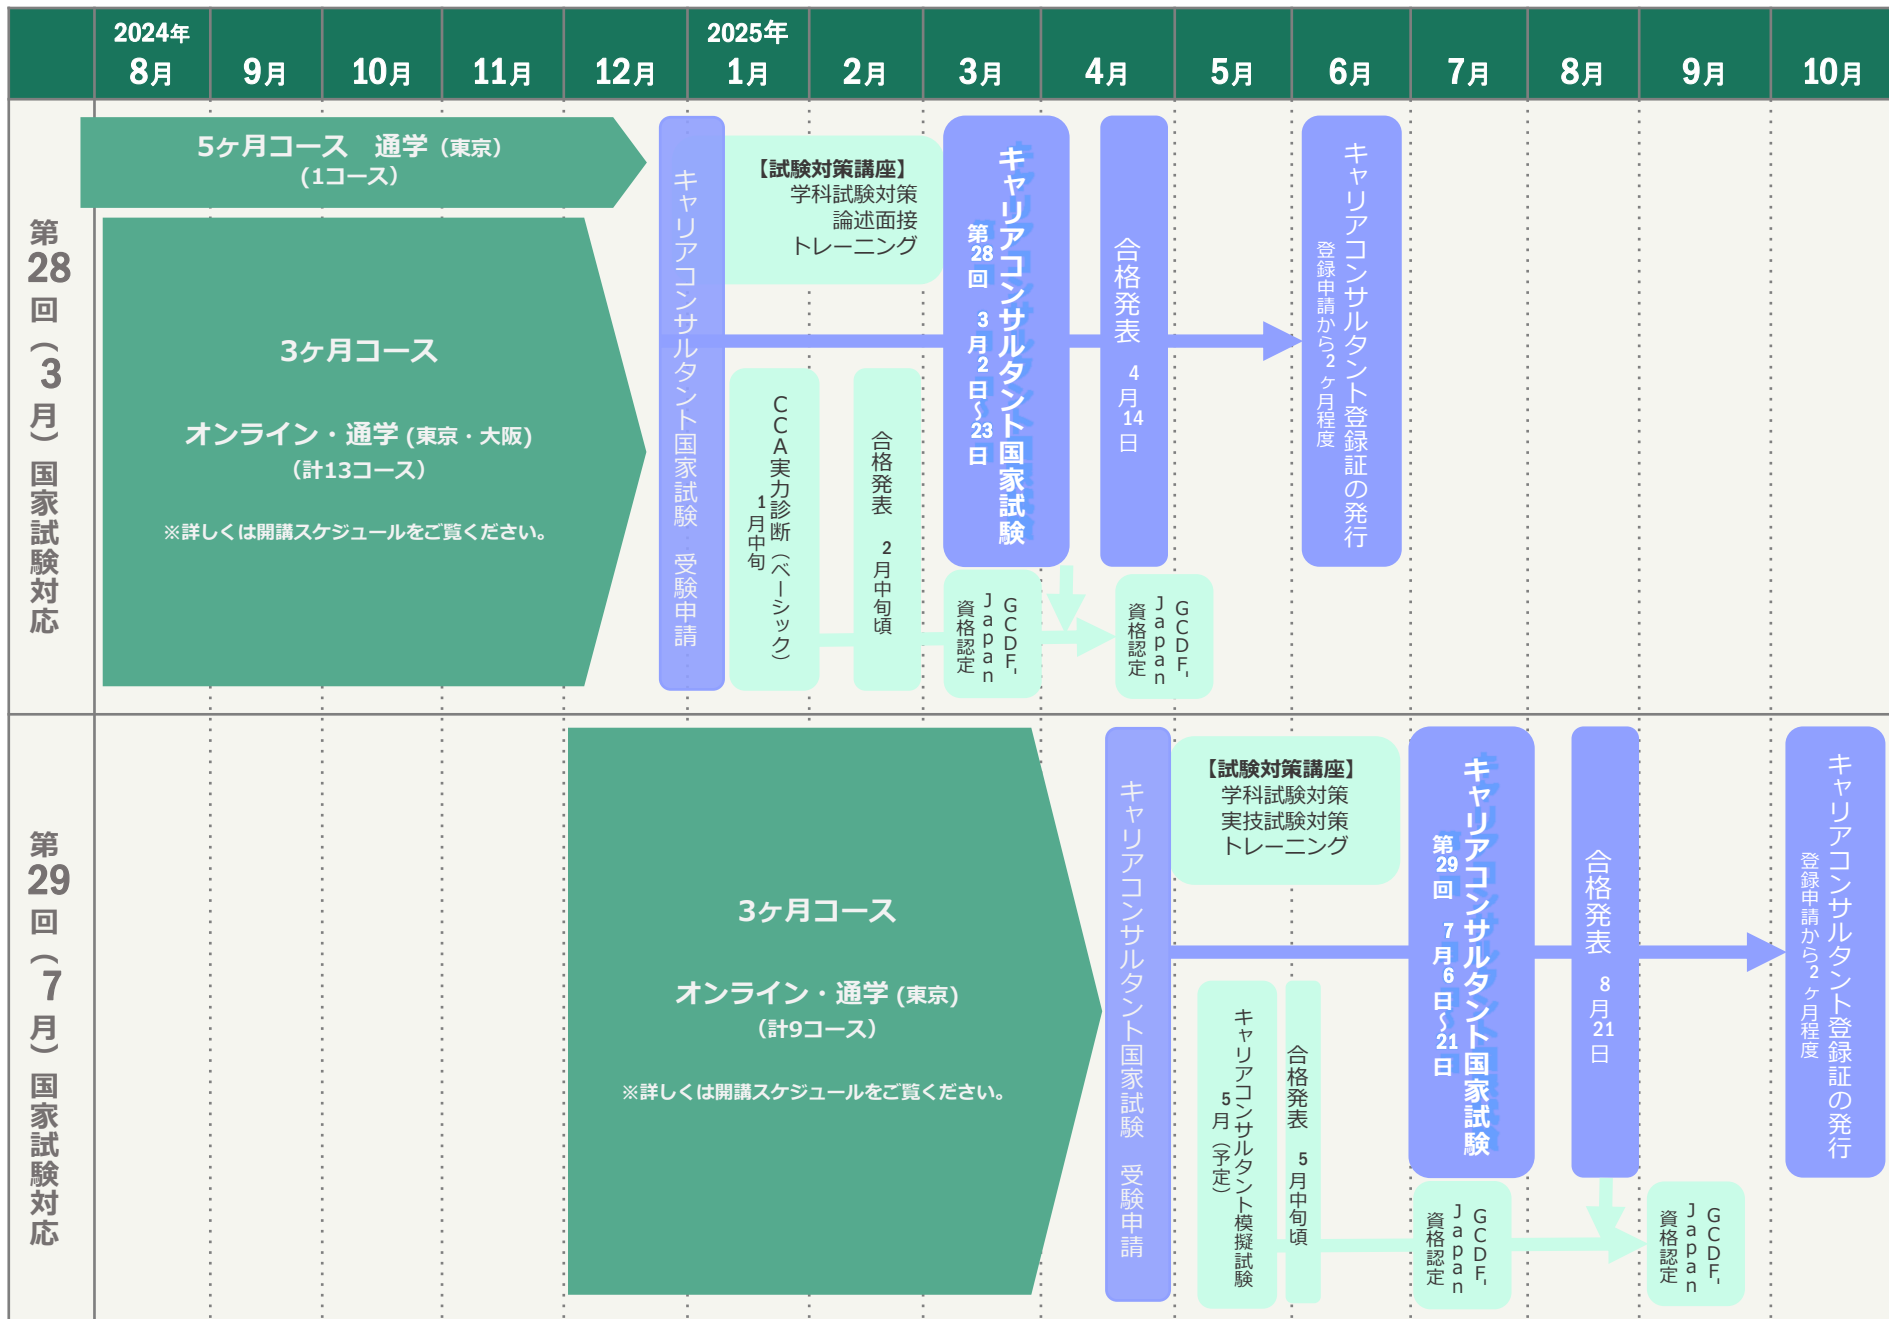 2024年
8月
9月
10月
11月
12月
2025年
1月
2月
3月
4月
5月
6月
7月
8月
9月
10月
第28回（3月）国家試験対応
5ヶ月コース　通学（東京）
(1コース）
3ヶ月コース
オンライン・通学 (東京・大阪)
（計13コース）
※詳しくは開講スケジュールをご覧ください。
キャリアコンサルタント国家試験　受験申請
【試験対策講座】
学科試験対策
論述面接
トレーニング
CCA実力診断（ベーシック）
1月中旬
合格発表　2月中旬頃
キャリアコンサルタント国家試験
第28回　3月2日～23日
GCDF-
Japan
資格認定
合格発表　4月14日
GCDF-
Japan
資格認定
キャリアコンサルタント登録証の発行
登録申請から2ヶ月程度
第29回（7月）国家試験対応
3ヶ月コース
オンライン・通学 (東京)
（計9コース）
※詳しくは開講スケジュールをご覧ください。
キャリアコンサルタント国家試験　受験申請
【試験対策講座】
学科試験対策
実技試験対策
トレーニング
キャリアコンサルタント模擬試験
5月（予定）
合格発表　5月中旬頃
キャリアコンサルタント国家試験
第29回　7月6日～21日
GCDF-
Japan
資格認定
合格発表　8月21日
GCDF-
Japan
資格認定
キャリアコンサルタント登録証の発行
登録申請から2ヶ月程度